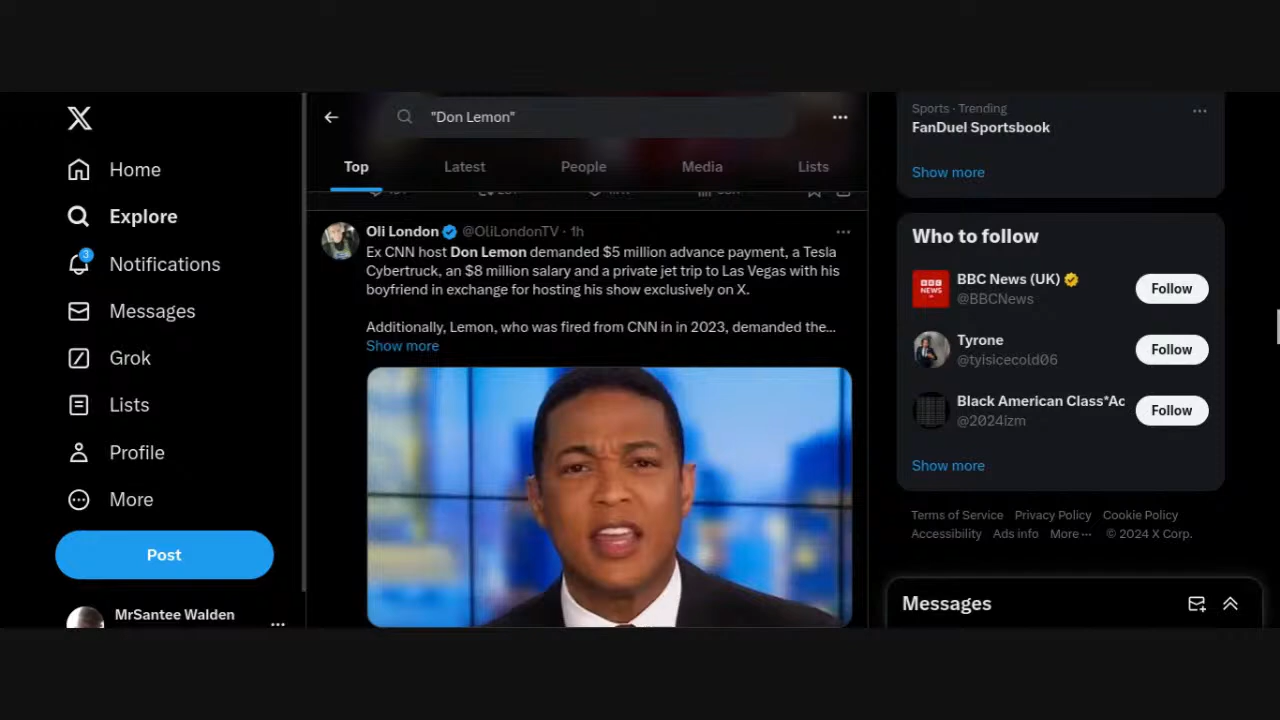 Home
Explore
3
Notifications
Messages
Grok
Lists
Profile
More
Post
MrSantee Walden
"Don Lemon"
Top Latest People Media Lists
Oli London @OliLondonTV · 1h
Ex CNN host Don Lemon demanded $5 million advance payment, a Tesla
Cybertruck, an $8 million salary and a private jet trip to Las Vegas with his
boyfriend in exchange for hosting his show exclusively on X.
Additionally, Lemon, who was fired from CNN in in 2023, demanded the...
Show more
Sports · Trending
FanDuel Sportsbook
Show more
Who to follow
BBC NEWS
BBC News (UK)
@BBCNews
Follow
Tyrone
@tyisicecold06
Follow
Black American Class*Ac
@2024izm
Follow
Show more
Terms of Service Privacy Policy Cookie Policy
Accessibility Ads info More ··· © 2024 X Corp.
Messages